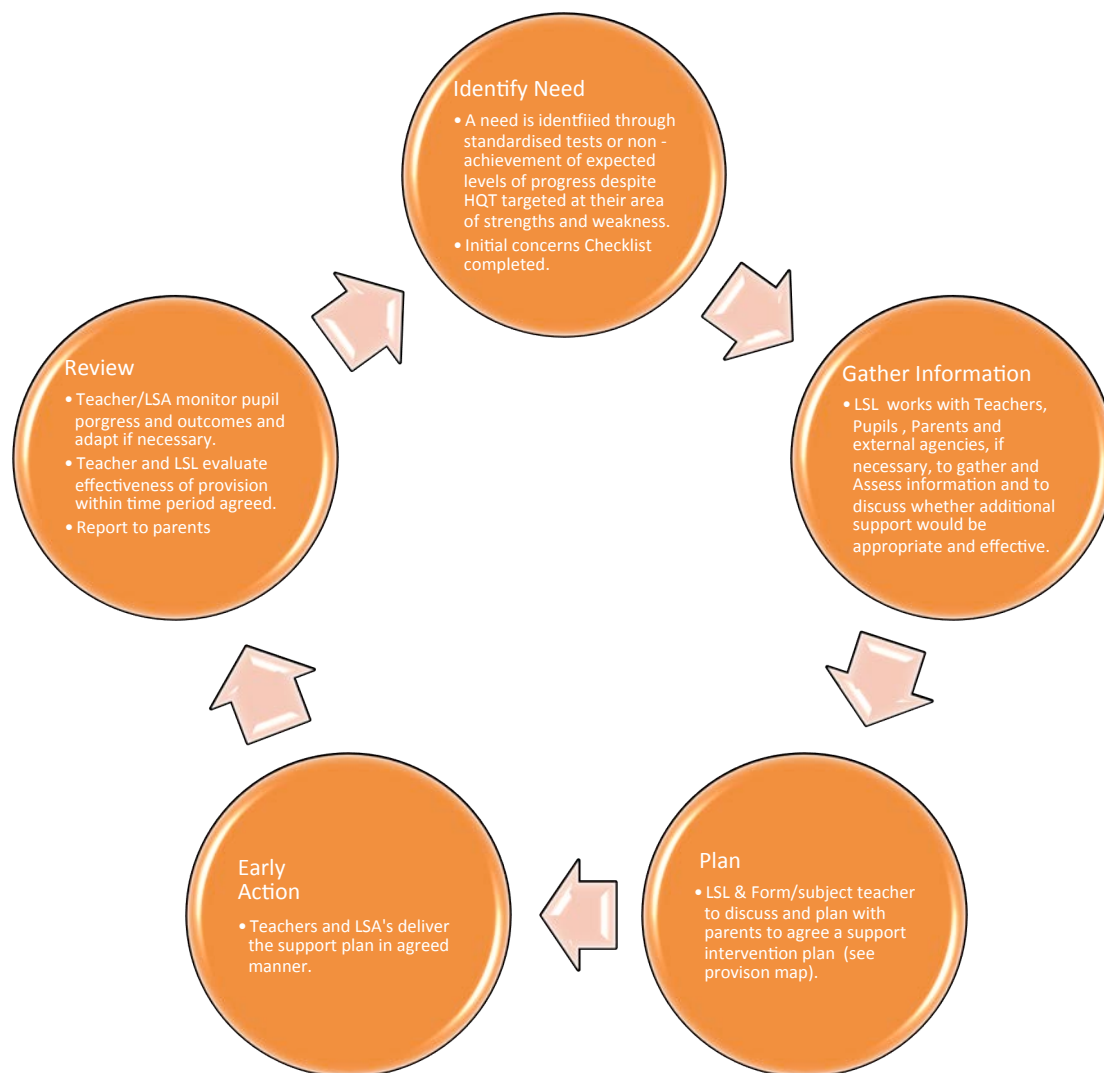 Identify Need
• A need is identfiied through
standardised tests or non -
achievement of expected
levels of progress despite
HQT targeted at their area
of strengths and weakness.
• Initial concerns Checklist
completed.
Gather Information
• LSL works with Teachers,
Pupils , Parents and
external agencies, if
necessary, to gather and
Assess information and to
discuss whether additional
support would be
appropriate and effective.
Plan
• LSL & Form/subject teacher
to discuss and plan with
parents to agree a support
intervention plan (see
provison map).
Early
Action
• Teachers and LSA's deliver
the support plan in agreed
manner.
Review
• Teacher/LSA monitor pupil
porgress and outcomes and
adapt if necessary.
• Teacher and LSL evaluate
effectiveness of provision
within time period agreed.
• Report to parents